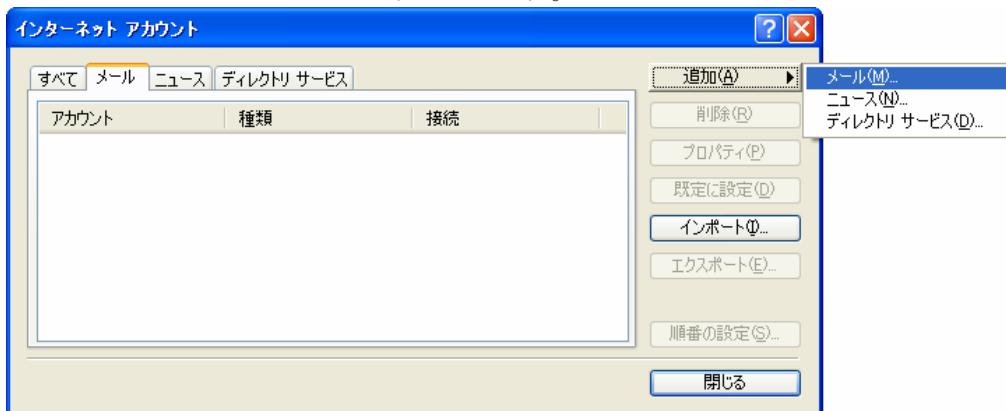 インターネット アカウント
すべて メール ニュース ディレクトリ サービス
アカウント 種類 接続
追加(A)
削除(R)
プロパティ(P)
既定に設定(D)
インポート(I)...
エクスポート(E)...
順番の設定(S)...
閉じる
メール(M)...
ニュース(N)...
ディレクトリ サービス(D)...